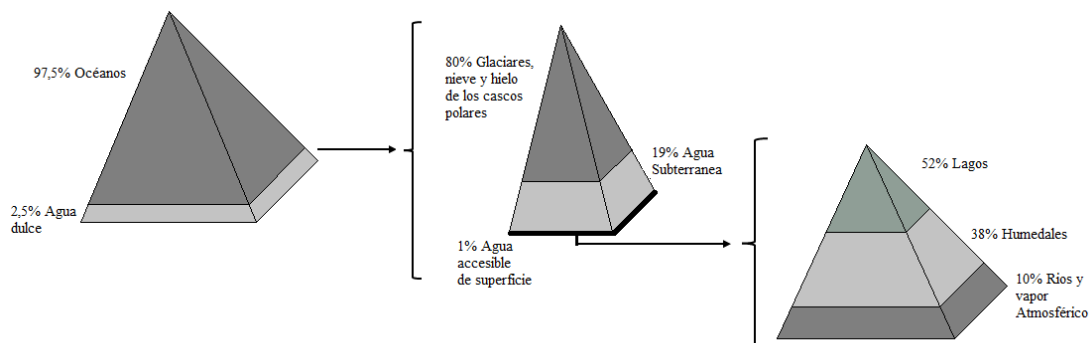 97,5% Océanos
2,5% Agua
dulce
80% Glaciares,
nieve y hielo
de los cascos
polares
19% Agua
Subterranea
1% Agua
accesible
de superficie
52% Lagos
38% Humedales
10% Rios y
vapor
Atmosférico